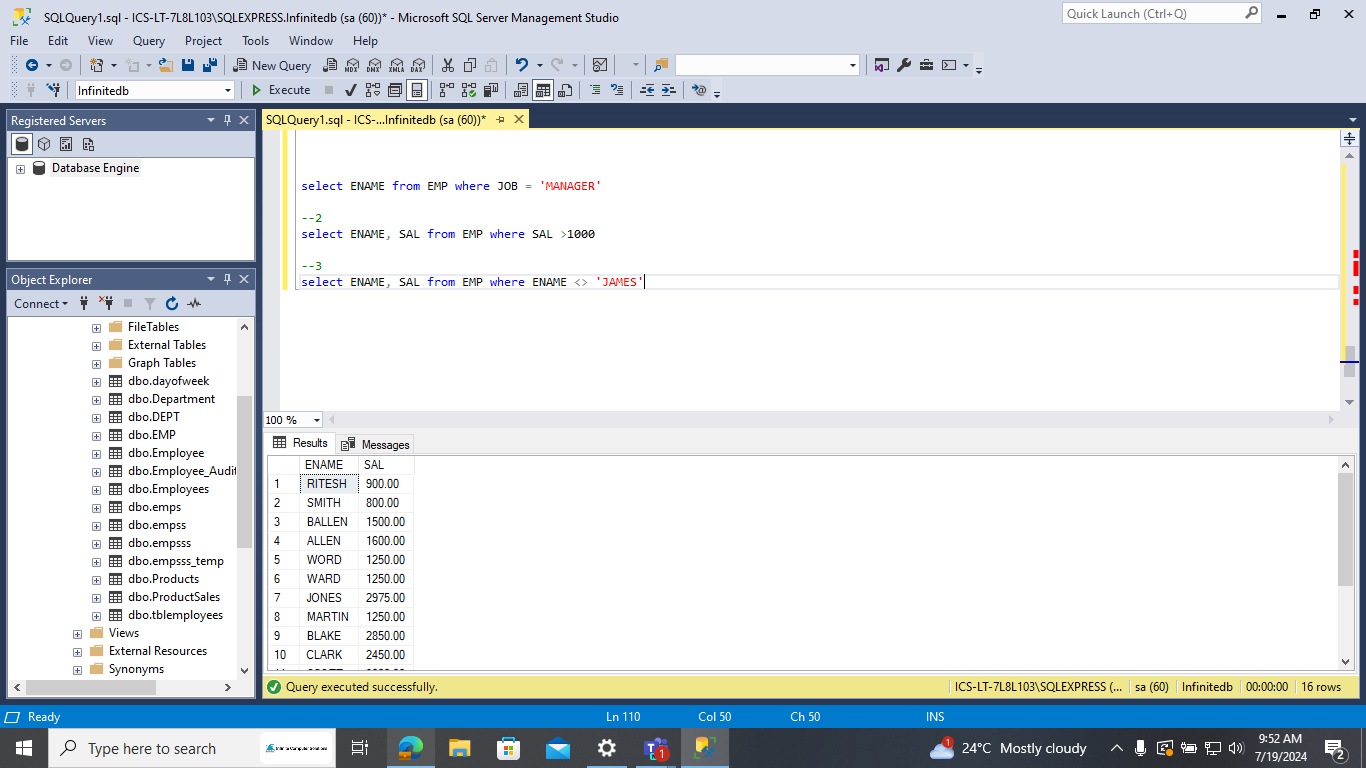 SQLQuery1.sql - ICS-LT-7L8L103\SQLEXPRESS.Infinitedb (sa (60))* - Microsoft SQL Server Management Studio
Quick Launch (Ctrl+Q)
File Edit View Query Project Tools Window Help
New Query MDX DMX XMLA DAX
Infinitedb Execute
Registered Servers
Database Engine
Object Explorer
Connect
FileTables
External Tables
Graph Tables
dbo.dayofweek
dbo.Department
dbo.DEPT
dbo.EMP
dbo.Employee
dbo.Employee_Audit
dbo.Employees
dbo.emps
dbo.empss
dbo.empsss
dbo.empsss_temp
dbo.Products
dbo.ProductSales
dbo.tblemployees
Views
External Resources
Synonyms
SQLQuery1.sql - ICS-...Infinitedb (sa (60))*
select ENAME from EMP where JOB = 'MANAGER'
--2
select ENAME, SAL from EMP where SAL >1000
--3
select ENAME, SAL from EMP where ENAME <> 'JAMES'
100 %
Results Messages
ENAME SAL
1 RITESH 900.00
2 SMITH 800.00
3 BALLEN 1500.00
4 ALLEN 1600.00
5 WORD 1250.00
6 WARD 1250.00
7 JONES 2975.00
8 MARTIN 1250.00
9 BLAKE 2850.00
10 CLARK 2450.00
Query executed successfully. ICS-LT-7L8L103\SQLEXPRESS (... sa (60) Infinitedb 00:00:00 16 rows
Ready Ln 110 Col 50 Ch 50 INS
Type here to search Infinite Computer Solutions 1 1 24°C Mostly cloudy 9:52 AM
7/19/2024 2